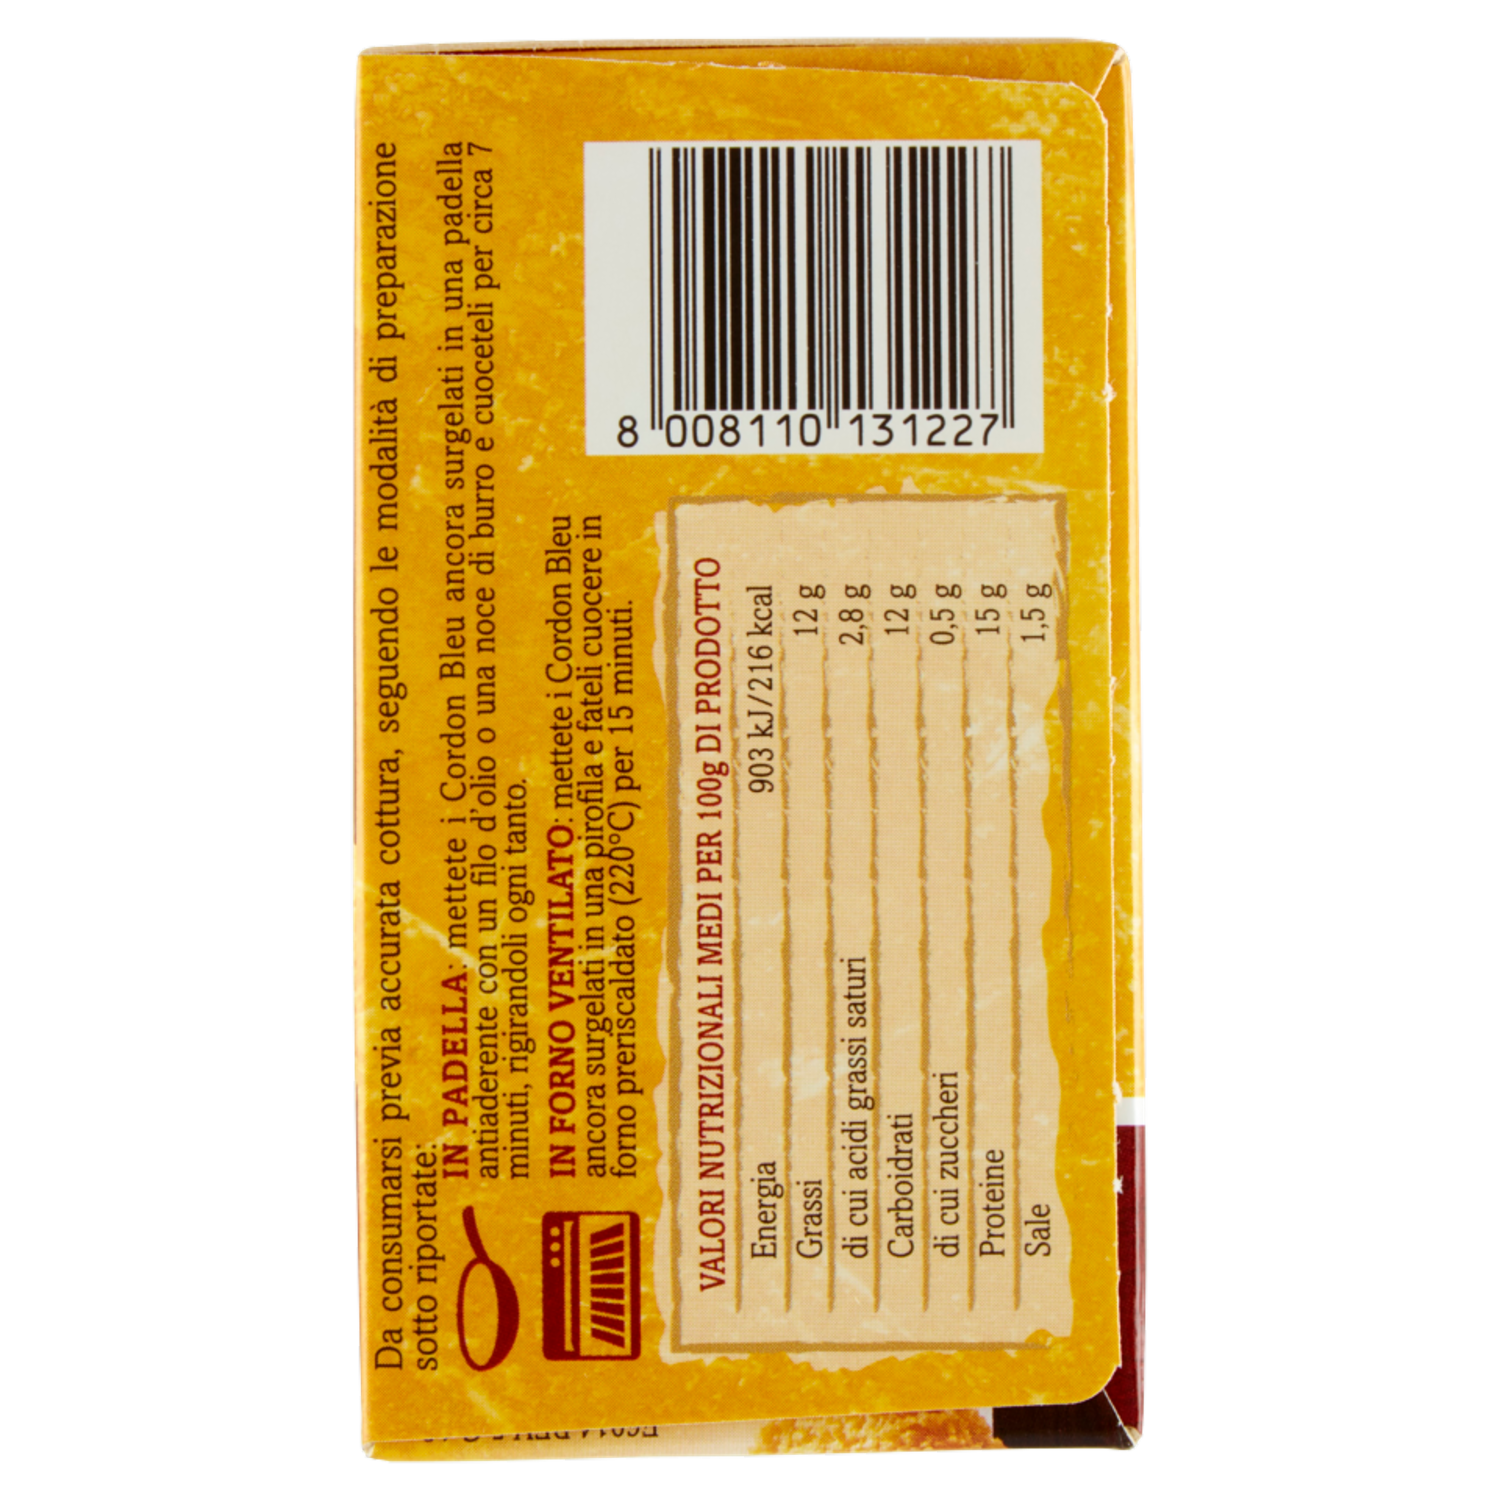 Da consumarsi previa accurata cottura, seguendo le modalità di preparazione
sotto riportate:
IN PADELLA: mettete i Cordon Bleu ancora surgelati in una padella
antiaderente con un filo d'olio o una noce di burro e cuoceteli per circa 7
minuti, rigirandoli ogni tanto.
IN FORNO VENTILATO: mettete i Cordon Bleu
ancora surgelati in una pirofila e fateli cuocere in
forno preriscaldato (220°C) per 15 minuti.
VALORI NUTRIZIONALI MEDI PER 100g DI PRODOTTO
Energia 903 kJ/216 kcal
Grassi 12 g
di cui acidi grassi saturi 2,8 g
Carboidrati 12 g
di cui zuccheri 0,5 g
Proteine 15 g
Sale 1,5 g
8 008110 131227